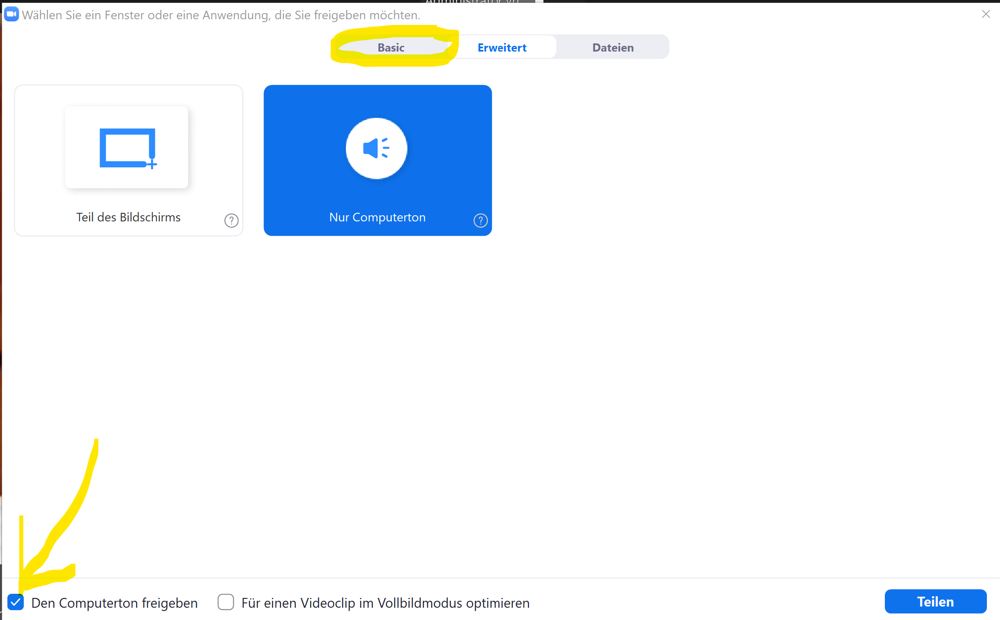 Wählen Sie ein Fenster oder eine Anwendung, die Sie freigeben möchten.
Basic
Erweitert
Dateien
Teil des Bildschirms
?
Nur Computerton
?
Den Computerton freigeben
Für einen Videoclip im Vollbildmodus optimieren
Teilen